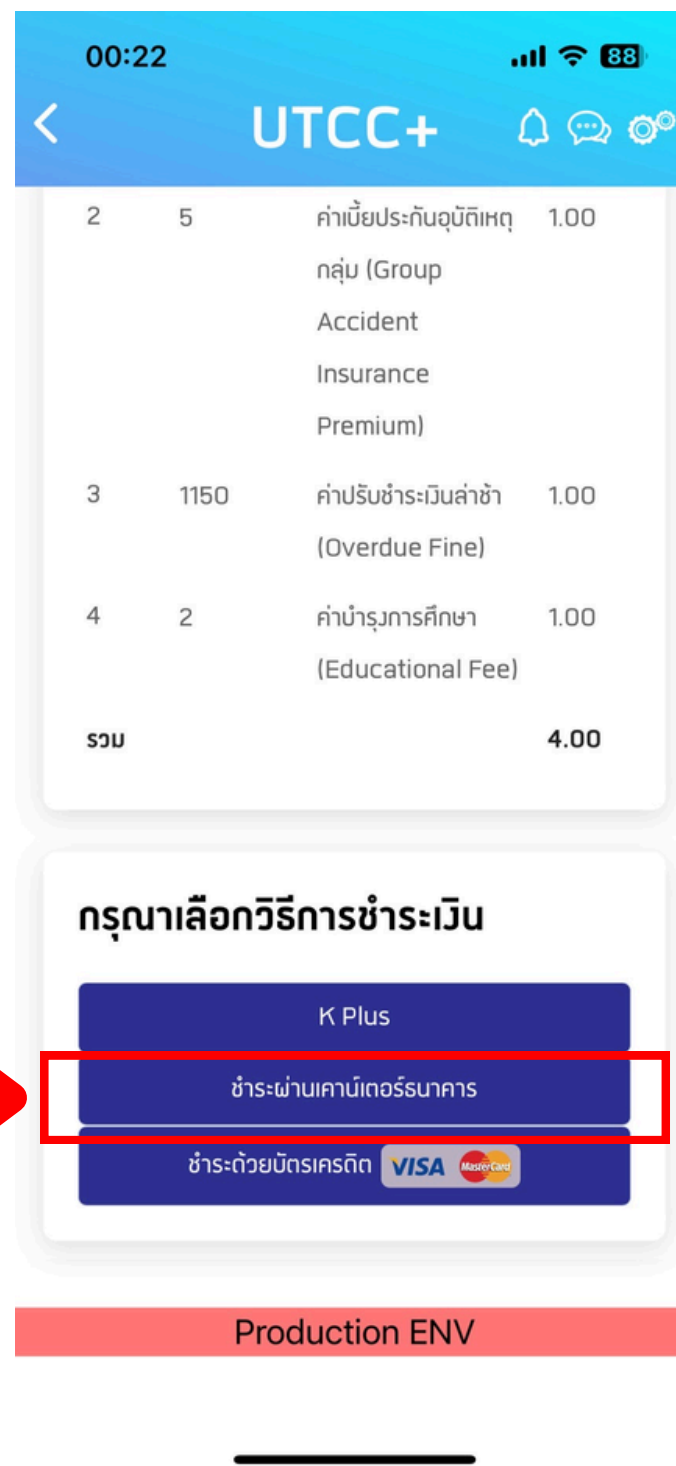 00:22 88
UTCC+
2 5 ค่าเบี้ยประกันอุบัติเหตุ 1.00
กลุ่ม (Group
Accident
Insurance
Premium)
3 1150 ค่าปรับชำระเงินล่าช้า 1.00
(Overdue Fine)
4 2 ค่าบำรุงการศึกษา 1.00
(Educational Fee)
รวม 4.00
กรุณาเลือกวิธีการชำระเงิน
K Plus
ชำระผ่านเคาน์เตอร์ธนาคาร
ชำระด้วยบัตรเครดิต VISA MasterCard
Production ENV